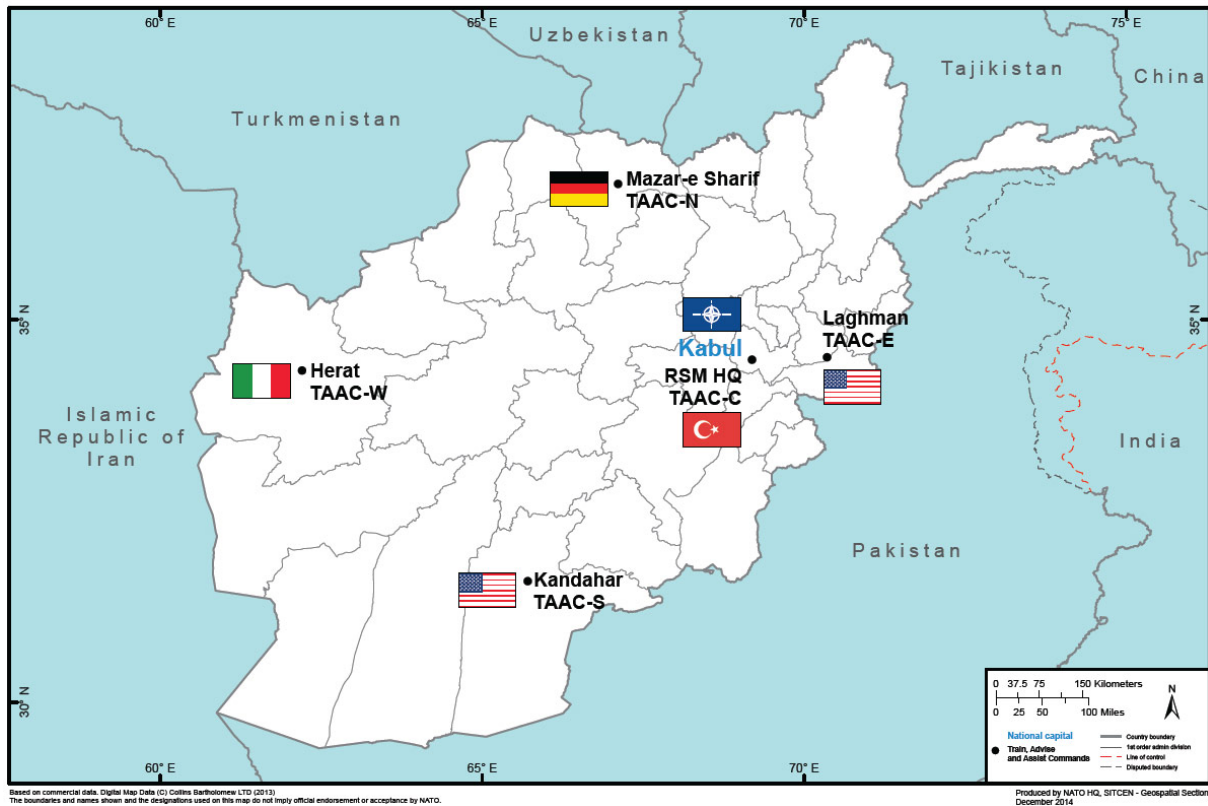 60° E
65° E
70° E
75° E
Uzbekistan
Tajikistan
China
Turkmenistan
Mazar-e Sharif
TAAC-N
35° N
35° N
Laghman
TAAC-E
Kabul
RSM HQ
TAAC-C
Herat
TAAC-W
Islamic
Republic of
Iran
India
Pakistan
Kandahar
TAAC-S
30° N
0 37.5 75 150 Kilometers
0 25 50 100 Miles
N
National capital
Train, Advise
and Assist Commands
Country boundary
1st order admin division
Line of control
Disputed boundary
60° E
65° E
70° E
75° E
Based on commercial data. Digital Map Data (C) Collins Bartholomew LTD (2013)
The boundaries and names shown and the designations used on this map do not imply official endorsement or acceptance by NATO.
Produced by NATO HQ, SITCEN - Geospatial Section
December 2014